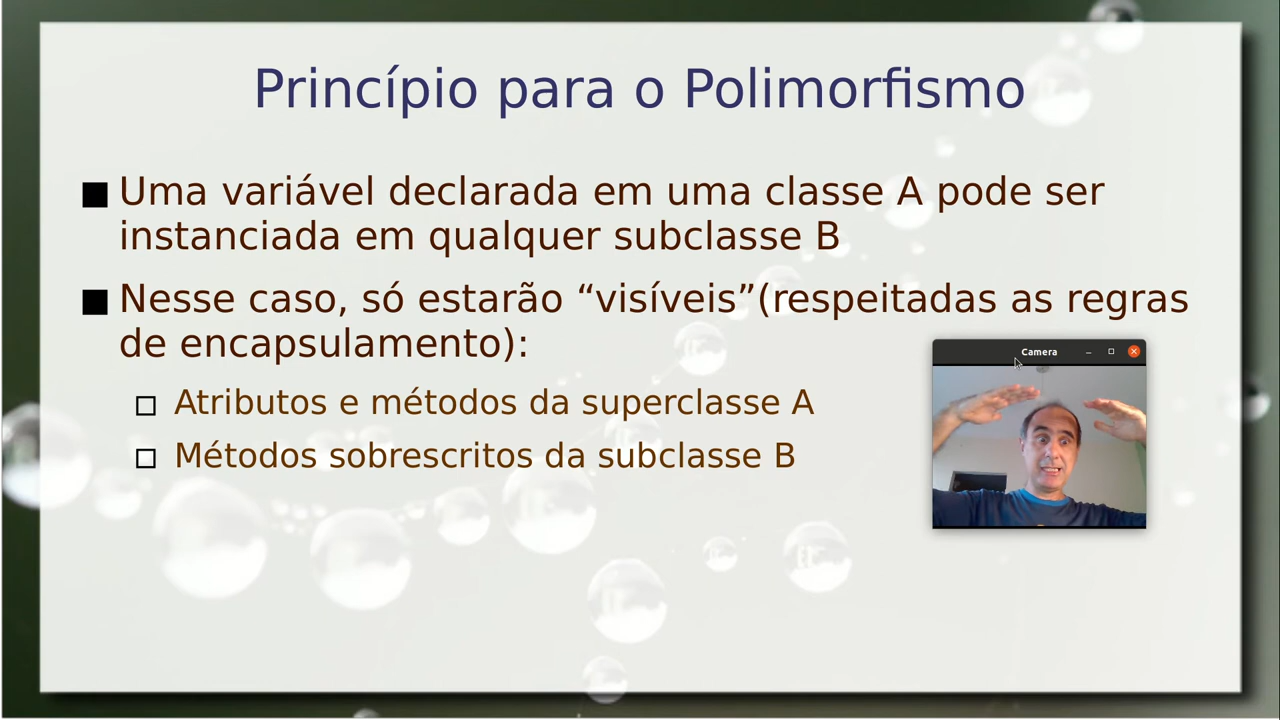 Princípio para o Polimorfismo
Uma variável declarada em uma classe A pode ser
instanciada em qualquer subclasse B
Nesse caso, só estarão “visíveis”(respeitadas as regras
de encapsulamento):
Camera
Atributos e métodos da superclasse A
Métodos sobrescritos da subclasse B